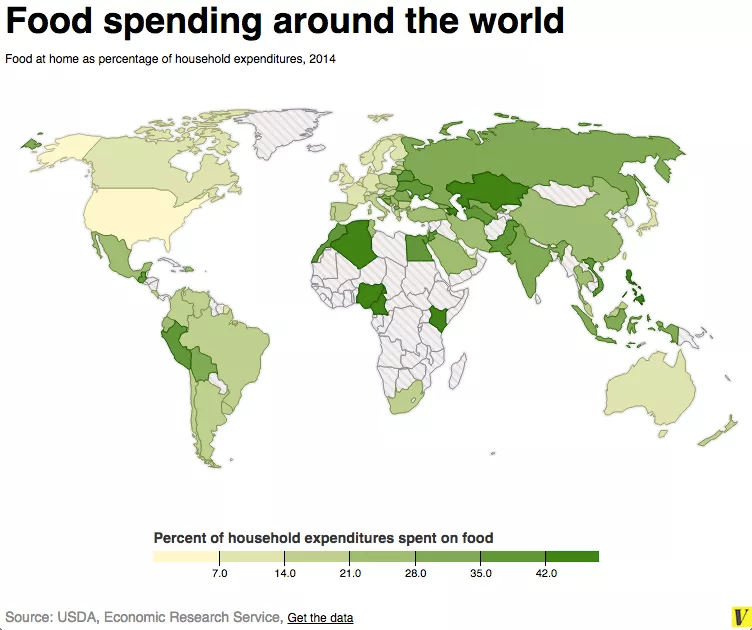 Food spending around the world
Food at home as percentage of household expenditures, 2014
Percent of household expenditures spent on food
7.0 14.0 21.0 28.0 35.0 42.0
Source: USDA, Economic Research Service, Get the data
V